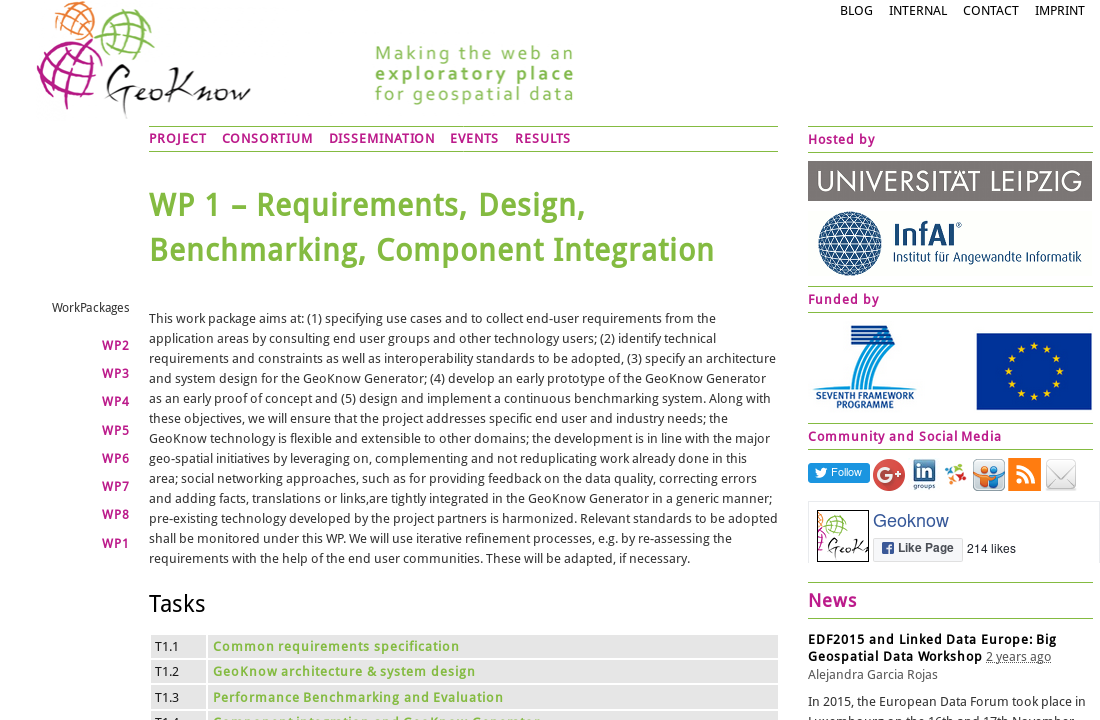 BLOG INTERNAL CONTACT IMPRINT
GeoKnow
Making the web an
exploratory place
for geospatial data
PROJECT CONSORTIUM DISSEMINATION EVENTS RESULTS
WP 1 – Requirements, Design,
Benchmarking, Component Integration
WorkPackages
WP2
WP3
WP4
WP5
WP6
WP7
WP8
WP1
This work package aims at: (1) specifying use cases and to collect end-user requirements from the
application areas by consulting end user groups and other technology users; (2) identify technical
requirements and constraints as well as interoperability standards to be adopted, (3) specify an architecture
and system design for the GeoKnow Generator; (4) develop an early prototype of the GeoKnow Generator
as an early proof of concept and (5) design and implement a continuous benchmarking system. Along with
these objectives, we will ensure that the project addresses specific end user and industry needs; the
GeoKnow technology is flexible and extensible to other domains; the development is in line with the major
geo-spatial initiatives by leveraging on, complementing and not reduplicating work already done in this
area; social networking approaches, such as for providing feedback on the data quality, correcting errors
and adding facts, translations or links,are tightly integrated in the GeoKnow Generator in a generic manner;
pre-existing technology developed by the project partners is harmonized. Relevant standards to be adopted
shall be monitored under this WP. We will use iterative refinement processes, e.g. by re-assessing the
requirements with the help of the end user communities. These will be adapted, if necessary.
Tasks
T1.1 Common requirements specification
T1.2 GeoKnow architecture & system design
T1.3 Performance Benchmarking and Evaluation
T1.4 Component integration and GeoKnow Generator
Hosted by
UNIVERSITÄT LEIPZIG
InfAI®
Institut für Angewandte Informatik
Funded by
7
SEVENTH FRAMEWORK
PROGRAMME
Community and Social Media
Follow
G+
in
groups
GeoKn
Geoknow
Like Page 214 likes
News
EDF2015 and Linked Data Europe: Big
Geospatial Data Workshop 2 years ago
Alejandra Garcia Rojas
In 2015, the European Data Forum took place in
Luxembourg on the 16th and 17th November.